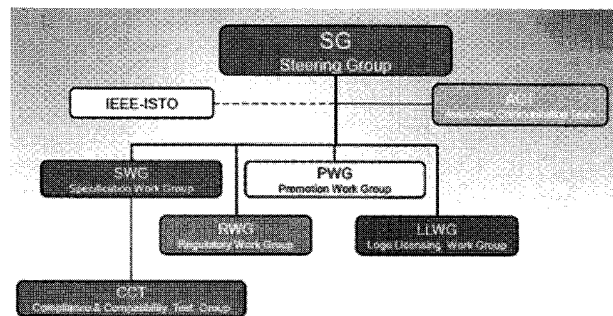 SG
Steering Group
IEEE-ISTO
SWG
Specification Work Group
PWG
Promotion Work Group
RWG
Regulatory Work Group
LLWG
Logo Licensing Work Group
CCT
Compliance & Compatibility Test Group